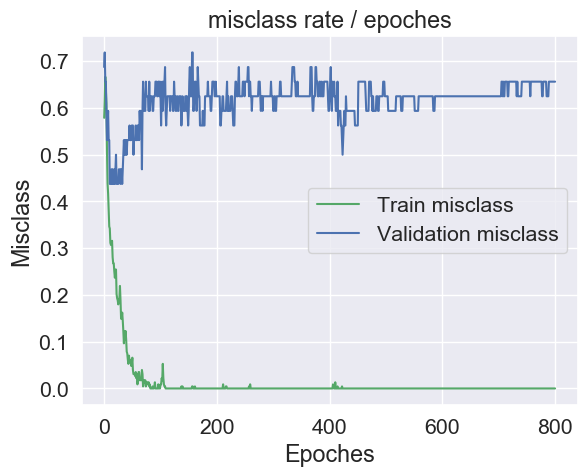 misclass rate / epoches
Misclass
0.7
0.6
0.5
0.4
0.3
0.2
0.1
0.0
Train misclass
Validation misclass
0 200 400 600 800
Epoches